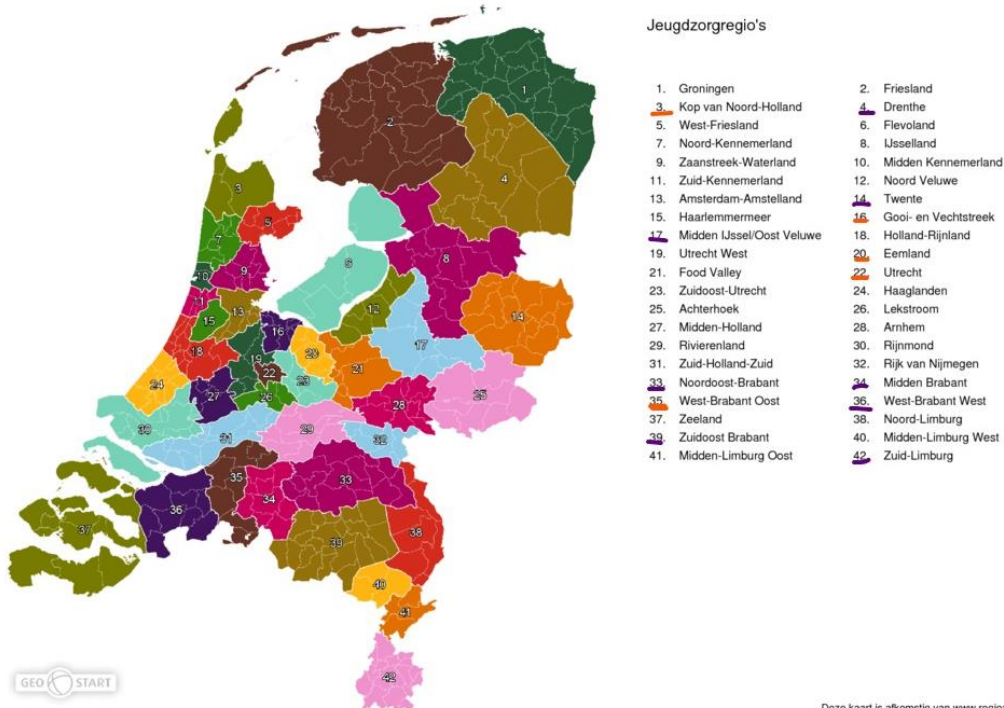 Jeugdzorgregio's
1. Groningen 2. Friesland
3. Kop van Noord-Holland 4. Drenthe
5. West-Friesland 6. Flevoland
7. Noord-Kennemerland 8. IJsselland
9. Zaanstreek-Waterland 10. Midden Kennemerland
11. Zuid-Kennemerland 12. Noord Veluwe
13. Amsterdam-Amstelland 14. Twente
15. Haarlemmermeer 16. Gooi- en Vechtstreek
17. Midden IJssel/Oost Veluwe 18. Holland-Rijnland
19. Utrecht West 20. Eemland
21. Food Valley 22. Utrecht
23. Zuidoost-Utrecht 24. Haaglanden
25. Achterhoek 26. Lekstroom
27. Midden-Holland 28. Arnhem
29. Rivierenland 30. Rijnmond
31. Zuid-Holland-Zuid 32. Rijk van Nijmegen
33. Noordoost-Brabant 34. Midden Brabant
35. West-Brabant Oost 36. West-Brabant West
37. Zeeland 38. Noord-Limburg
39. Zuidoost Brabant 40. Midden-Limburg West
41. Midden-Limburg Oost 42. Zuid-Limburg
1
2
4
3
5
7
6
8
9
10
11
13
12
14
15
16
17
18
19
20
21
22
23
24
25
26
27
28
29
30
31
32
33
34
35
36
37
38
39
40
41
42
GEO START
Deze kaart is afkomstig van